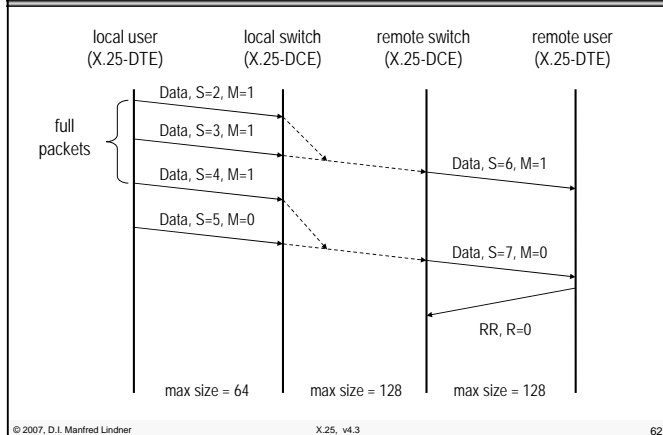 local user local switch remote switch remote user
(X.25-DTE) (X.25-DCE) (X.25-DCE) (X.25-DTE)
Data, S=2, M=1
full
packets
Data, S=3, M=1
Data, S=6, M=1
Data, S=4, M=1
Data, S=5, M=0
Data, S=7, M=0
RR, R=0
max size = 64 max size = 128 max size = 128
© 2007, D.I. Manfred Lindner X.25, v4.3 62